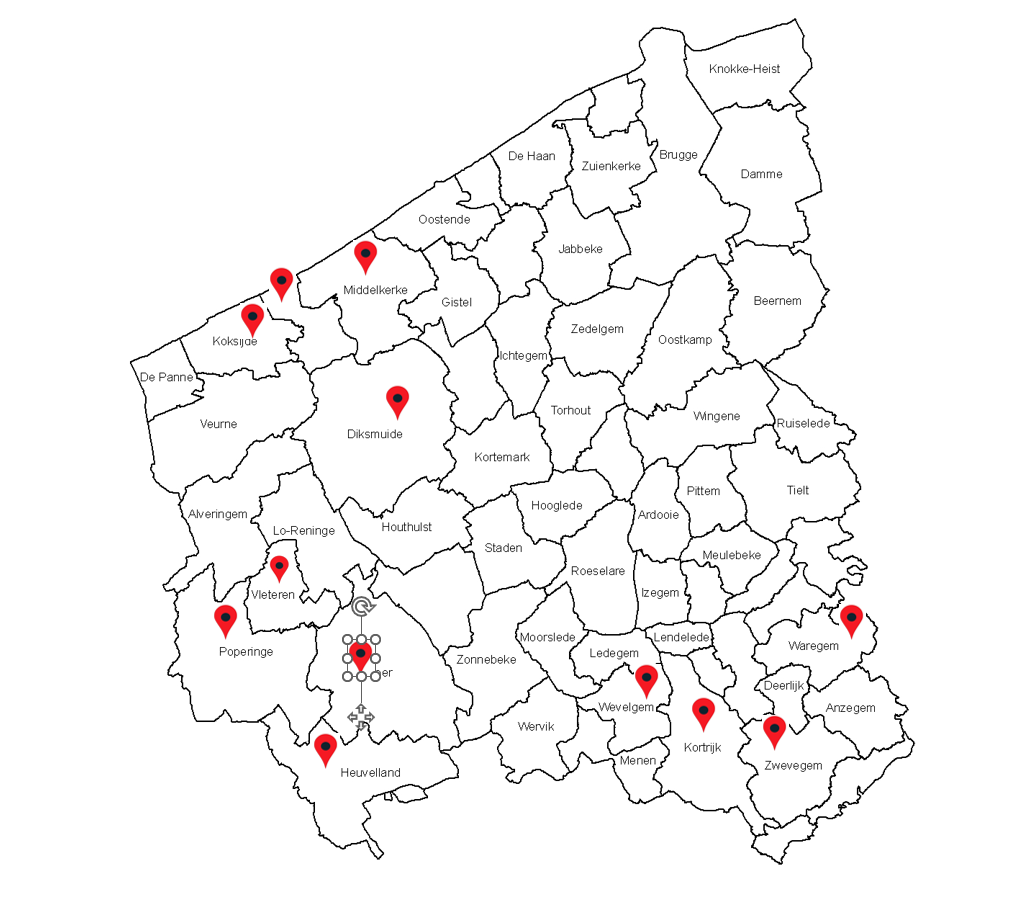 Knokke-Heist
De Haan
Brugge
Zuienkerke
Damme
Oostende
Jabbeke
Middelkerke
Gistel
Beernem
Zedelgem
Koksijde
Oostkamp
Ichtegem
De Panne
Torhout
Wingene
Veurne
Ruiselede
Diksmuide
Kortemark
Tielt
Pittem
Hooglede
Alveringem
Ardooie
Houthulst
Lo-Reninge
Staden
Meulebeke
Roeselare
Izegem
Vleteren
Moorslede
Lendelede
Waregem
Poperinge
Ledegem
Zonnebeke
er
Deerlijk
Wevelgem
Anzegem
Wervik
Kortrijk
Menen
Zwevegem
Heuvelland